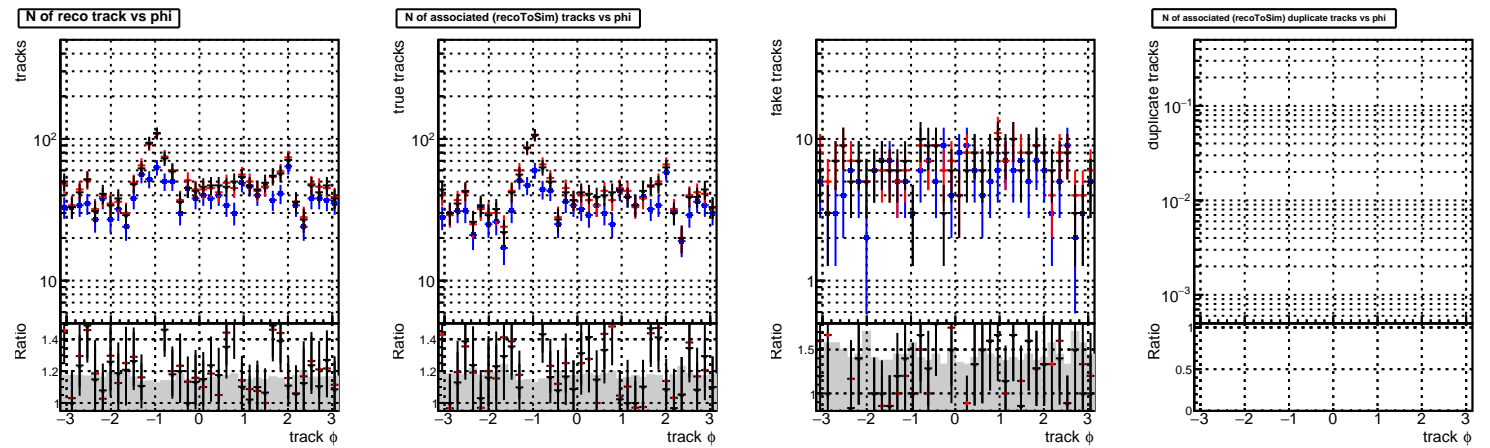 N of reco track vs phi
tracks
10²
10
Ratio
1.4
1.2
1
−3 −2 −1 0 1 2 3
track ϕ
N of associated (recoToSim) tracks vs phi
true tracks
10²
10
Ratio
1.4
1.2
1
−3 −2 −1 0 1 2 3
track ϕ
fake tracks
10
1
Ratio
1.5
1
−3 −2 −1 0 1 2 3
track ϕ
N of associated (recoToSim) duplicate tracks vs phi
duplicate tracks
10⁻¹
10⁻²
10⁻³
Ratio
1
0.5
0
−3 −2 −1 0 1 2 3
track ϕ